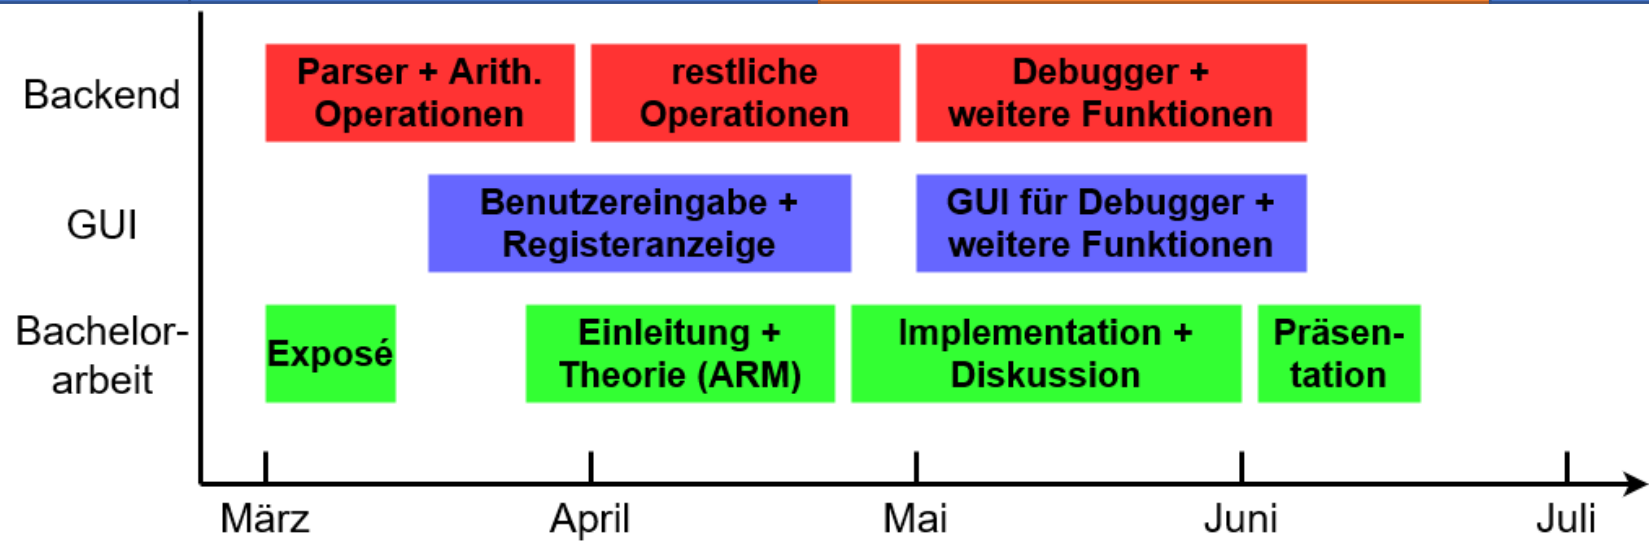 Backend
Parser + Arith.
Operationen
restliche
Operationen
Debugger +
weitere Funktionen
GUI
Benutzereingabe +
Registeranzeige
GUI für Debugger +
weitere Funktionen
Bachelor-
arbeit
Exposé
Einleitung +
Theorie (ARM)
Implementation +
Diskussion
Präsen-
tation
März
April
Mai
Juni
Juli